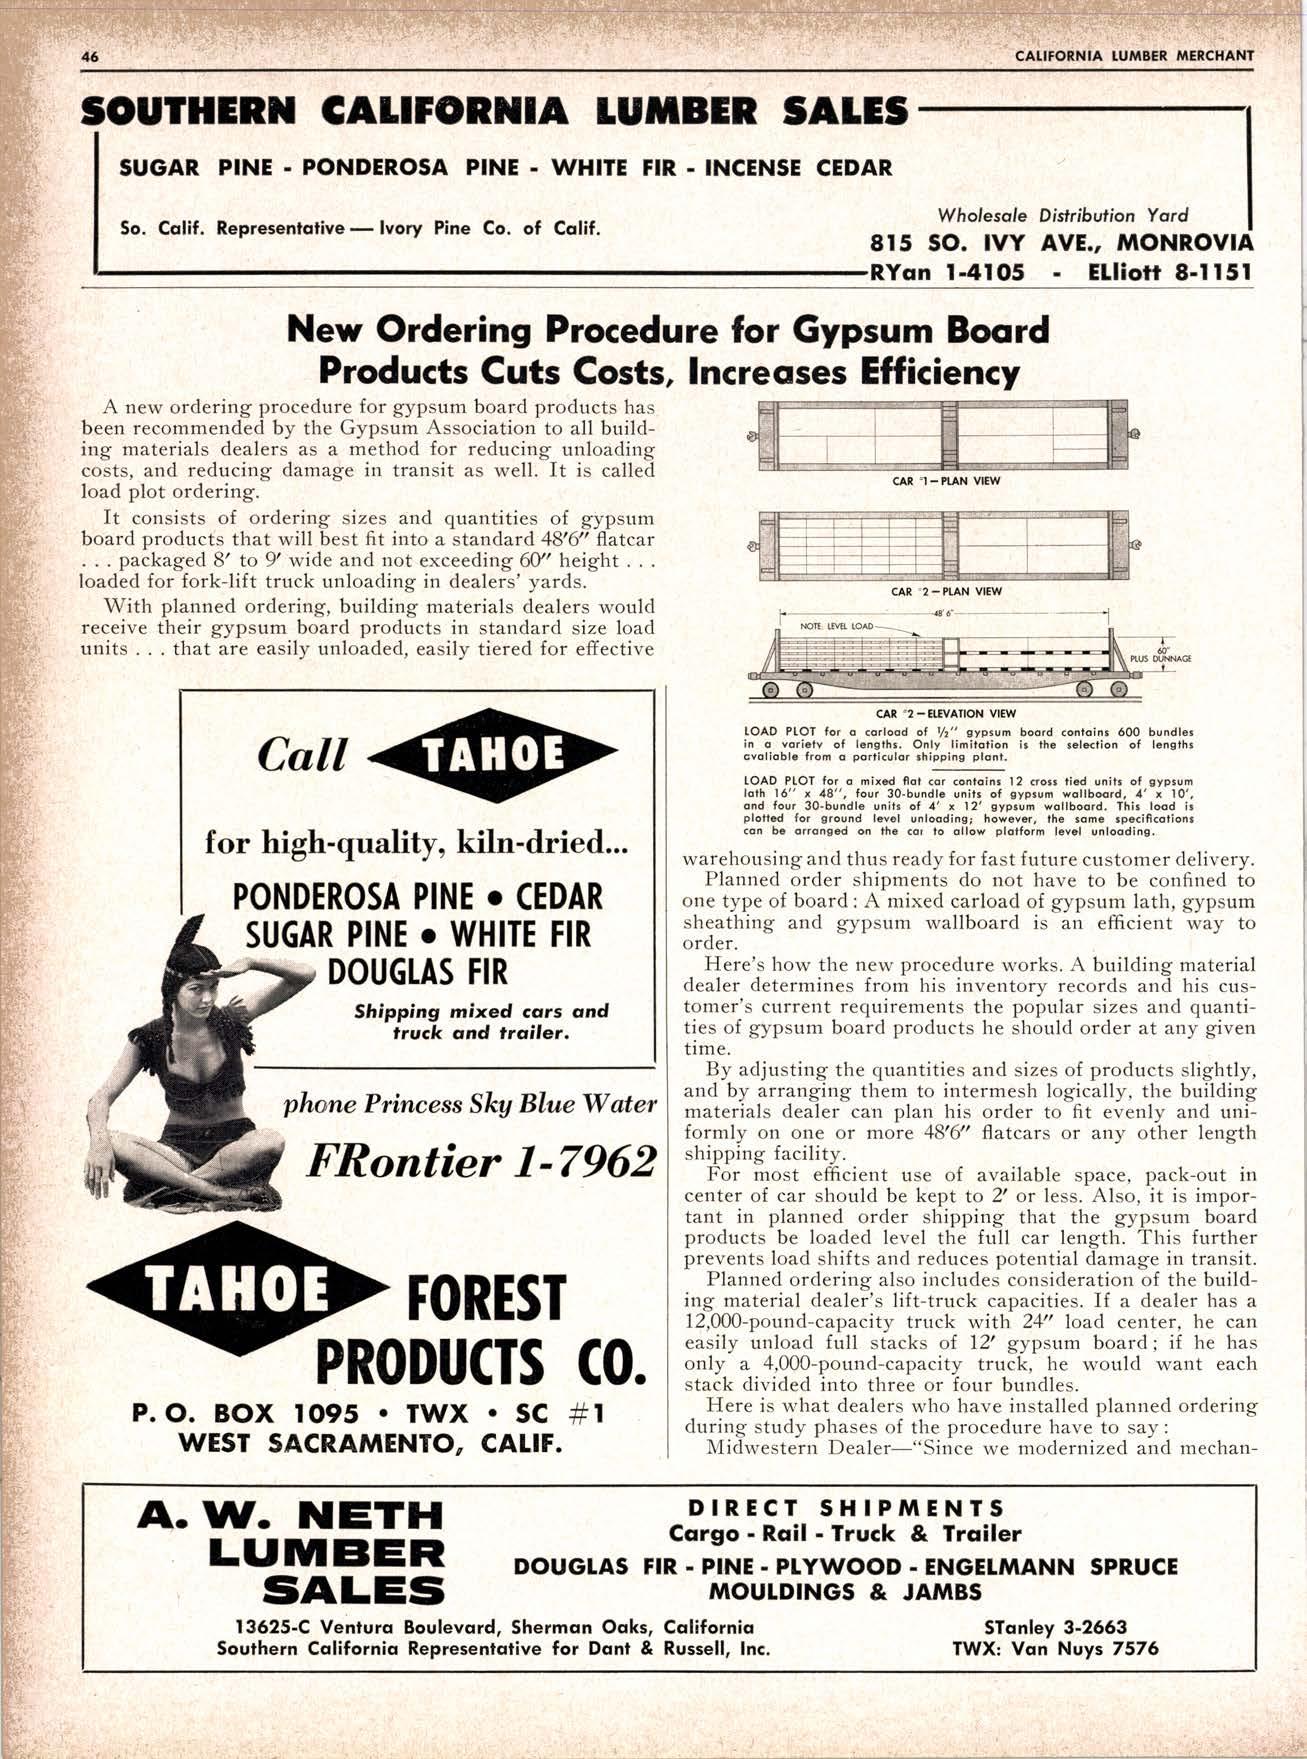 46
CALIFORNIA LUMBER MERCHANT
SOUTHERN CALIFORNIA LUMBER SALES
SUGAR PINE - PONDEROSA PINE - WHITE FIR - INCENSE CEDAR
So. Calif. Representative — Ivory Pine Co. of Calif.
Wholesale Distribution Yard
815 SO. IVY AVE., MONROVIA
RYan 1-4105 - ELliott 8-1151
New Ordering Procedure for Gypsum Board
Products Cuts Costs, Increases Efficiency
A new ordering procedure for gypsum board products has
been recommended by the Gypsum Association to all build-
ing materials dealers as a method for reducing unloading
costs, and reducing damage in transit as well. It is called
load plot ordering.
It consists of ordering sizes and quantities of gypsum
board products that will best fit into a standard 48'6" flatcar
. . . packaged 8' to 9' wide and not exceeding 60" height . . .
loaded for fork-lift truck unloading in dealers' yards.
With planned ordering, building materials dealers would
receive their gypsum board products in standard size load
units . . . that are easily unloaded, easily tiered for effective
Call TAHOE
for high-quality, kiln-dried...
PONDEROSA PINE • CEDAR
SUGAR PINE • WHITE FIR
DOUGLAS FIR
Shipping mixed cars and
truck and trailer.
phone Princess Sky Blue Water
FRontier 1-7962
TAHOE FOREST
PRODUCTS CO.
P. O. BOX 1095 • TWX • SC #1
WEST SACRAMENTO, CALIF.
CAR #1 — PLAN VIEW
CAR #2 — PLAN VIEW
48' 6"
NOTE: LEVEL LOAD
60"
PLUS DUNNAGE
CAR #2 — ELEVATION VIEW
LOAD PLOT for a carload of 1/2" gypsum board contains 600 bundles
in a variety of lengths. Only limitation is the selection of lengths
avaliable from a particular shipping plant.
LOAD PLOT for a mixed flat car contains 12 cross tied units of gypsum
lath 16" x 48", four 30-bundle units of gypsum wallboard, 4' x 10',
and four 30-bundle units of 4' x 12' gypsum wallboard. This load is
plotted for ground level unloading; however, the same specifications
can be arranged on the car to allow platform level unloading.
warehousing and thus ready for fast future customer delivery.
Planned order shipments do not have to be confined to
one type of board: A mixed carload of gypsum lath, gypsum
sheathing and gypsum wallboard is an efficient way to
order.
Here's how the new procedure works. A building material
dealer determines from his inventory records and his cus-
tomer's current requirements the popular sizes and quanti-
ties of gypsum board products he should order at any given
time.
By adjusting the quantities and sizes of products slightly,
and by arranging them to intermesh logically, the building
materials dealer can plan his order to fit evenly and uni-
formly on one or more 48'6" flatcars or any other length
shipping facility.
For most efficient use of available space, pack-out in
center of car should be kept to 2' or less. Also, it is impor-
tant in planned order shipping that the gypsum board
products be loaded level the full car length. This further
prevents load shifts and reduces potential damage in transit.
Planned ordering also includes consideration of the build-
ing material dealer's lift-truck capacities. If a dealer has a
12,000-pound-capacity truck with 24" load center, he can
easily unload full stacks of 12' gypsum board; if he has
only a 4,000-pound-capacity truck, he would want each
stack divided into three or four bundles.
Here is what dealers who have installed planned ordering
during study phases of the procedure have to say:
Midwestern Dealer—"Since we modernized and mechan-
A. W. NETH
LUMBER
SALES
DIRECT SHIPMENTS
Cargo - Rail - Truck & Trailer
DOUGLAS FIR - PINE - PLYWOOD - ENGELMANN SPRUCE
MOULDINGS & JAMBS
13625-C Ventura Boulevard, Sherman Oaks, California
Southern California Representative for Dant & Russell, Inc.
STanley 3-2663
TWX: Van Nuys 7576